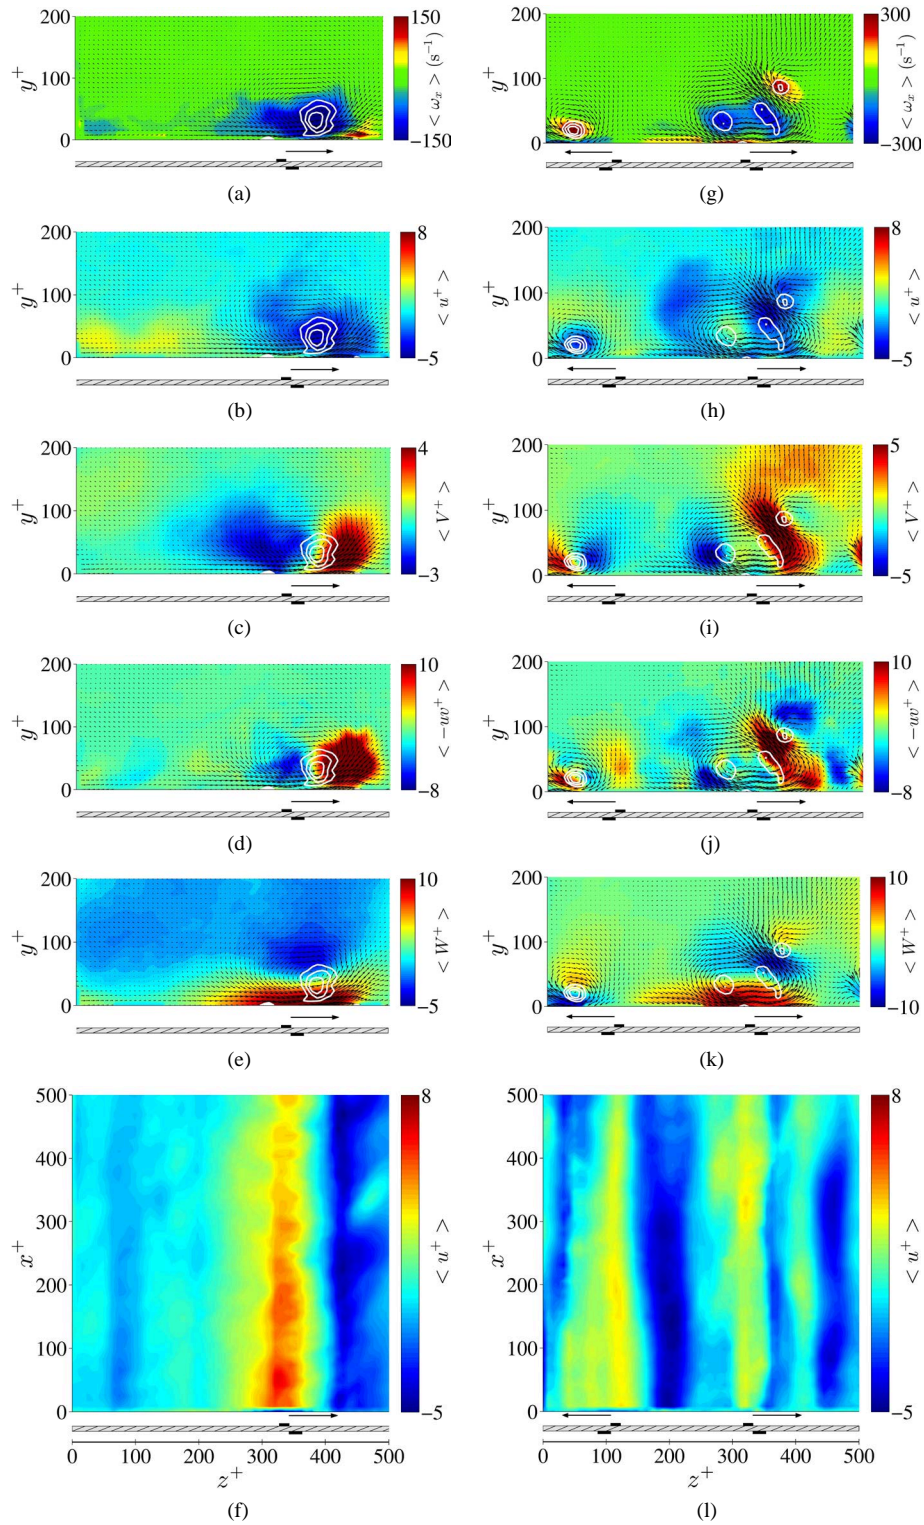 200
100
0
y+
150
−150
< ωx > (s−1)
(a)
200
100
0
y+
300
−300
< ωx > (s−1)
(g)
200
100
0
y+
8
−5
< u+ >
(b)
200
100
0
y+
8
−5
< u+ >
(h)
200
100
0
y+
4
−3
< V+ >
(c)
200
100
0
y+
5
−5
< V+ >
(i)
200
100
0
y+
10
−8
< −uv+ >
(d)
200
100
0
y+
10
−8
< −uv+ >
(j)
200
100
0
y+
10
−5
< W+ >
(e)
200
100
0
y+
10
−10
< W+ >
(k)
500
400
300
200
100
0
x+
8
−5
< u+ >
0 100 200 300 400 500
z+
(f)
500
400
300
200
100
0
x+
8
−5
< u+ >
0 100 200 300 400 500
z+
(l)